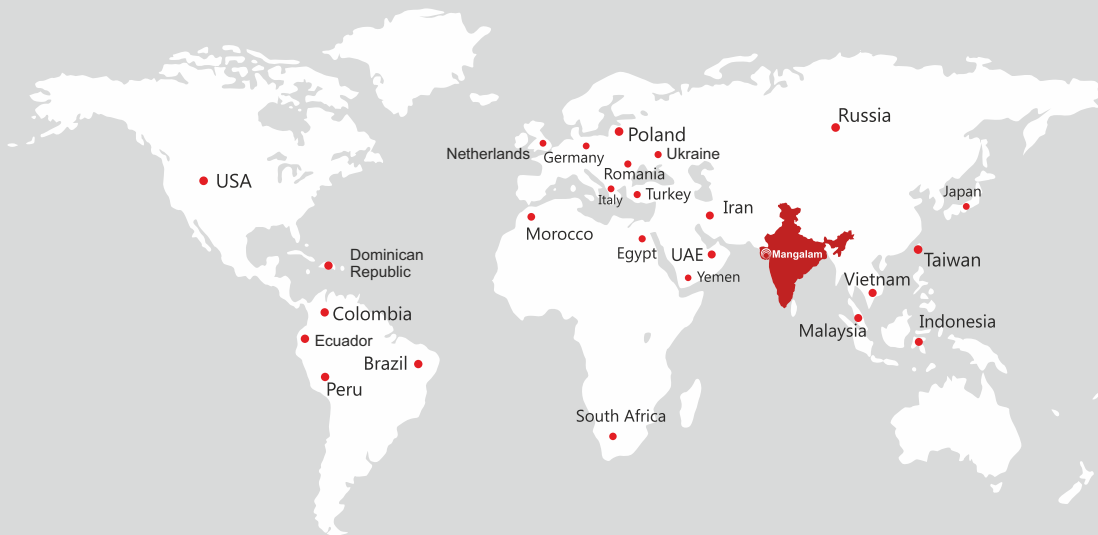 Russia
Poland
Netherlands
Germany
Ukraine
Romania
USA
Italy
Turkey
Japan
Iran
Morocco
Egypt
UAE
Mangalam
Dominican
Republic
Taiwan
Yemen
Vietnam
Colombia
Indonesia
Malaysia
Ecuador
Brazil
Peru
South Africa